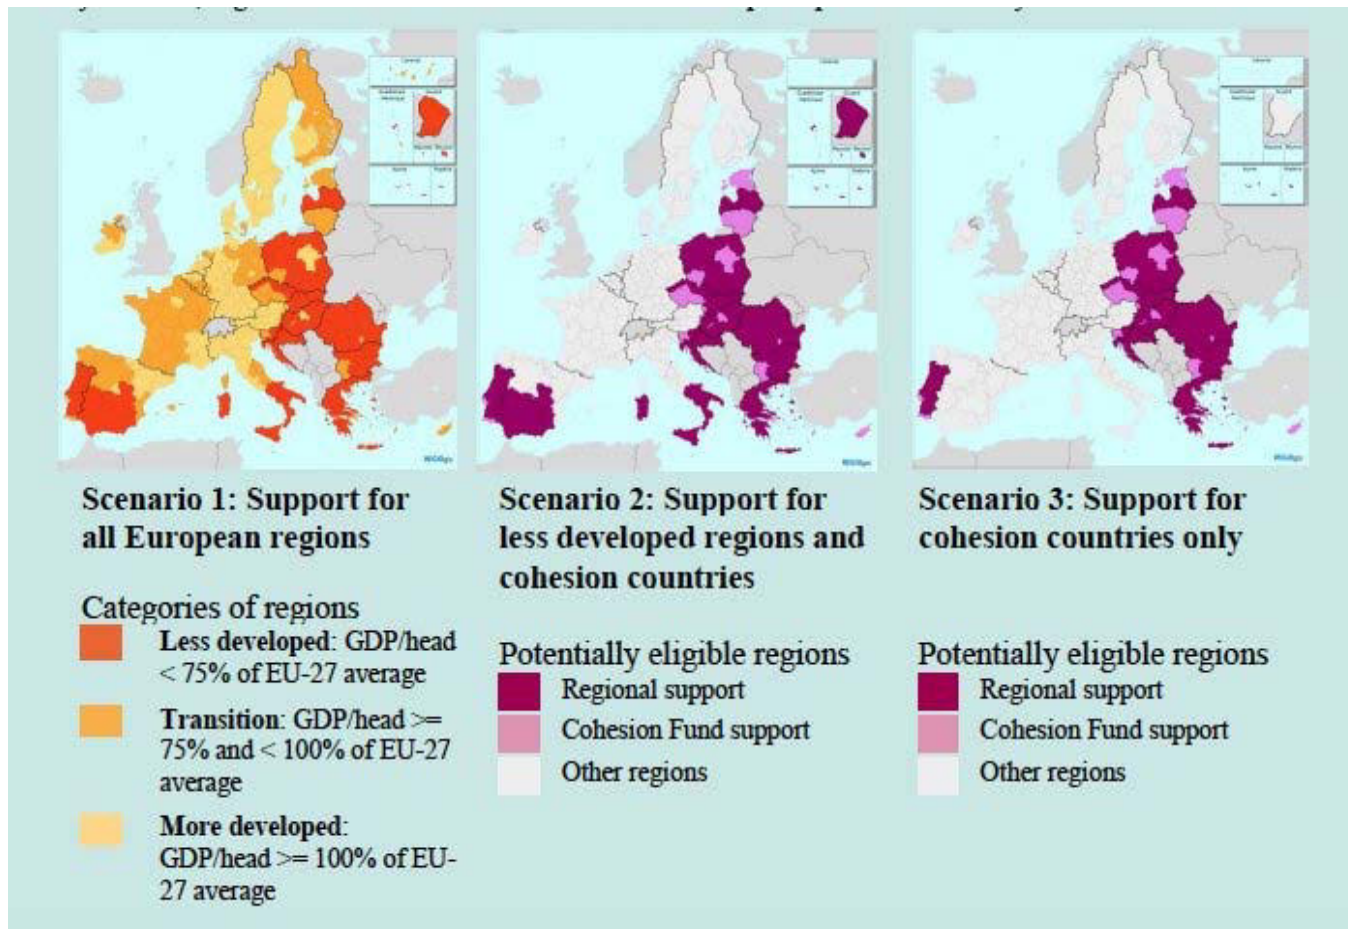 Scenario 1: Support for
all European regions
Categories of regions
Less developed: GDP/head
< 75% of EU-27 average
Transition: GDP/head >=
75% and < 100% of EU-27
average
More developed:
GDP/head >= 100% of EU-
27 average
Scenario 2: Support for
less developed regions and
cohesion countries
Potentially eligible regions
Regional support
Cohesion Fund support
Other regions
Scenario 3: Support for
cohesion countries only
Potentially eligible regions
Regional support
Cohesion Fund support
Other regions